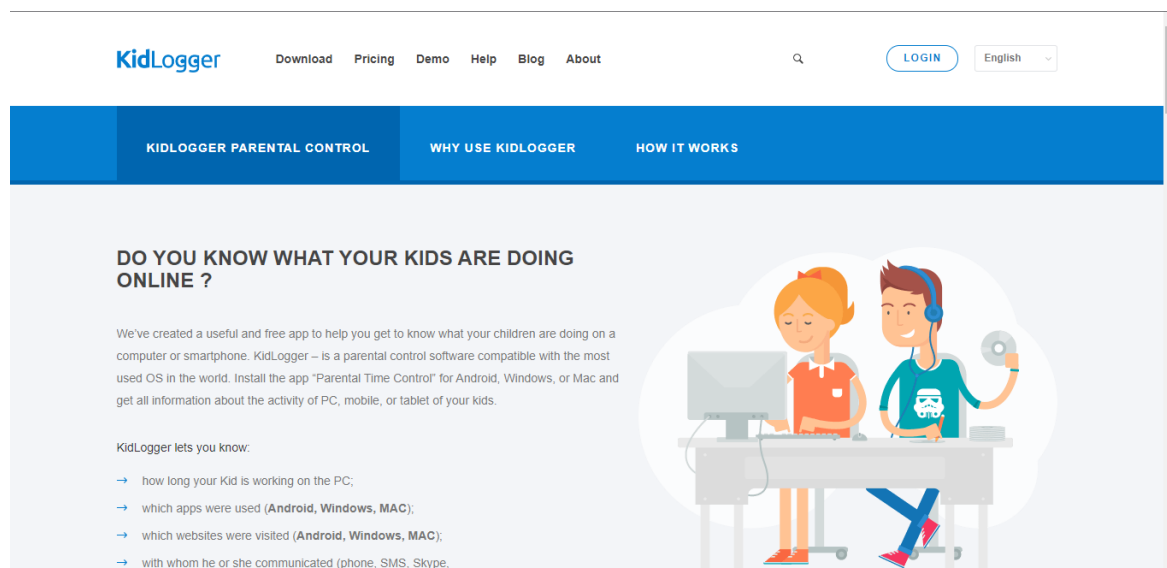 KidLogger
Download Pricing Demo Help Blog About
LOGIN
English
KIDLOGGER PARENTAL CONTROL
WHY USE KIDLOGGER
HOW IT WORKS
DO YOU KNOW WHAT YOUR KIDS ARE DOING
ONLINE ?
We've created a useful and free app to help you get to know what your children are doing on a
computer or smartphone. KidLogger – is a parental control software compatible with the most
used OS in the world. Install the app “Parental Time Control” for Android, Windows, or Mac and
get all information about the activity of PC, mobile, or tablet of your kids.
KidLogger lets you know:
→ how long your Kid is working on the PC;
→ which apps were used (Android, Windows, MAC);
→ which websites were visited (Android, Windows, MAC);
→ with whom he or she communicated (phone, SMS, Skype,